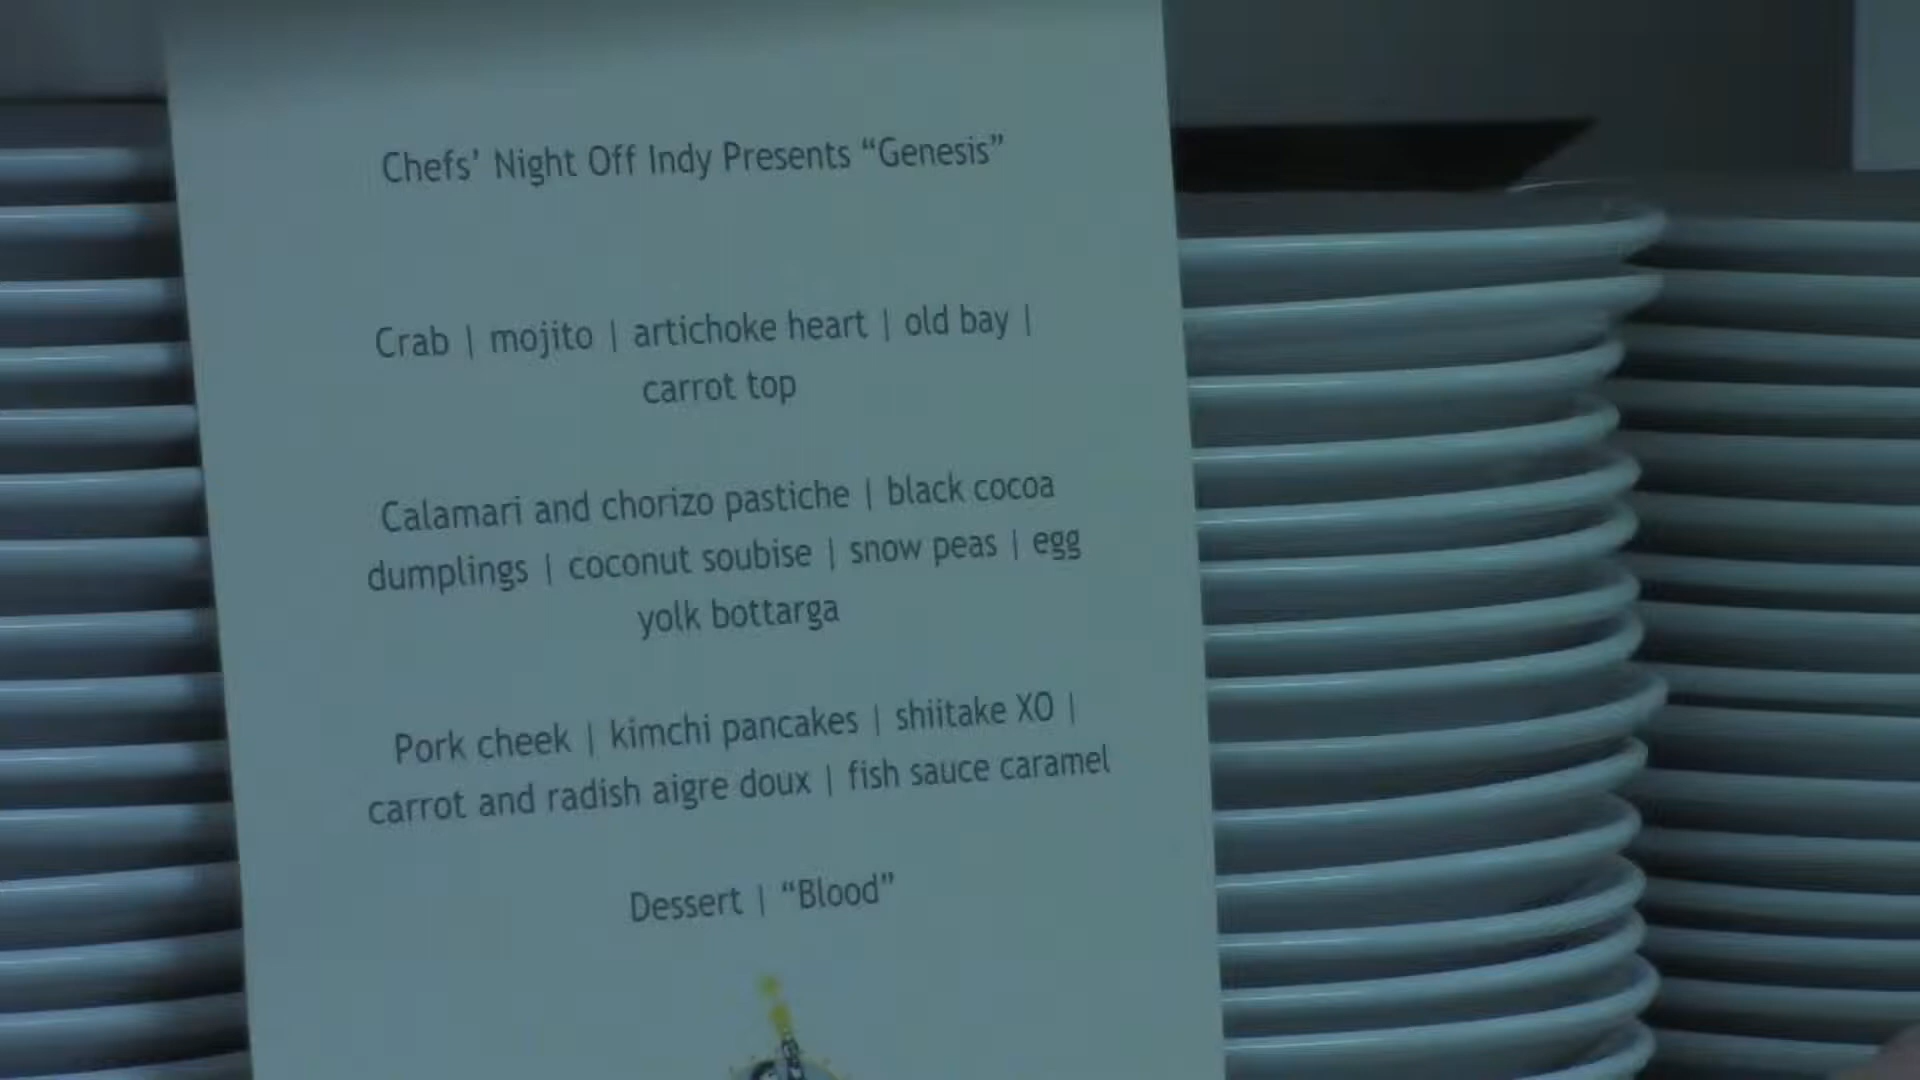 Chefs’ Night Off Indy Presents “Genesis”
Crab | mojito | artichoke heart | old bay |
carrot top
Calamari and chorizo pastiche | black cocoa
dumplings | coconut soubise | snow peas | egg
yolk bottarga
Pork cheek | kimchi pancakes | shiitake XO |
carrot and radish aigre doux | fish sauce caramel
Dessert | “Blood”